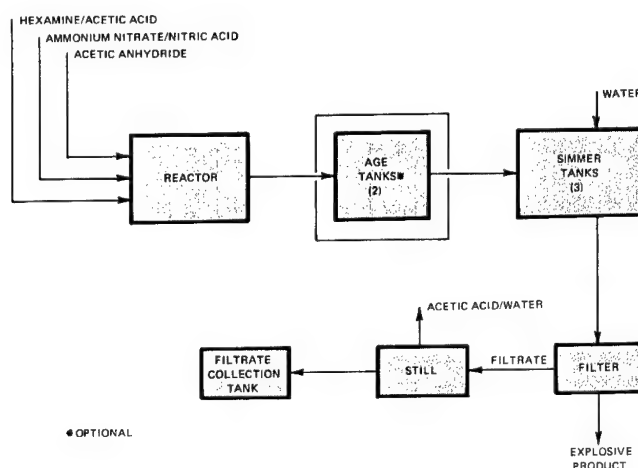 HEXAMINE/ACETIC ACID
AMMONIUM NITRATE/NITRIC ACID
ACETIC ANHYDRIDE
WATER
REACTOR
AGE
TANKS*
(2)
SIMMER
TANKS
(3)
ACETIC ACID/WATER
FILTRATE
COLLECTION
TANK
STILL
FILTRATE
FILTER
*OPTIONAL
EXPLOSIVE
PRODUCT